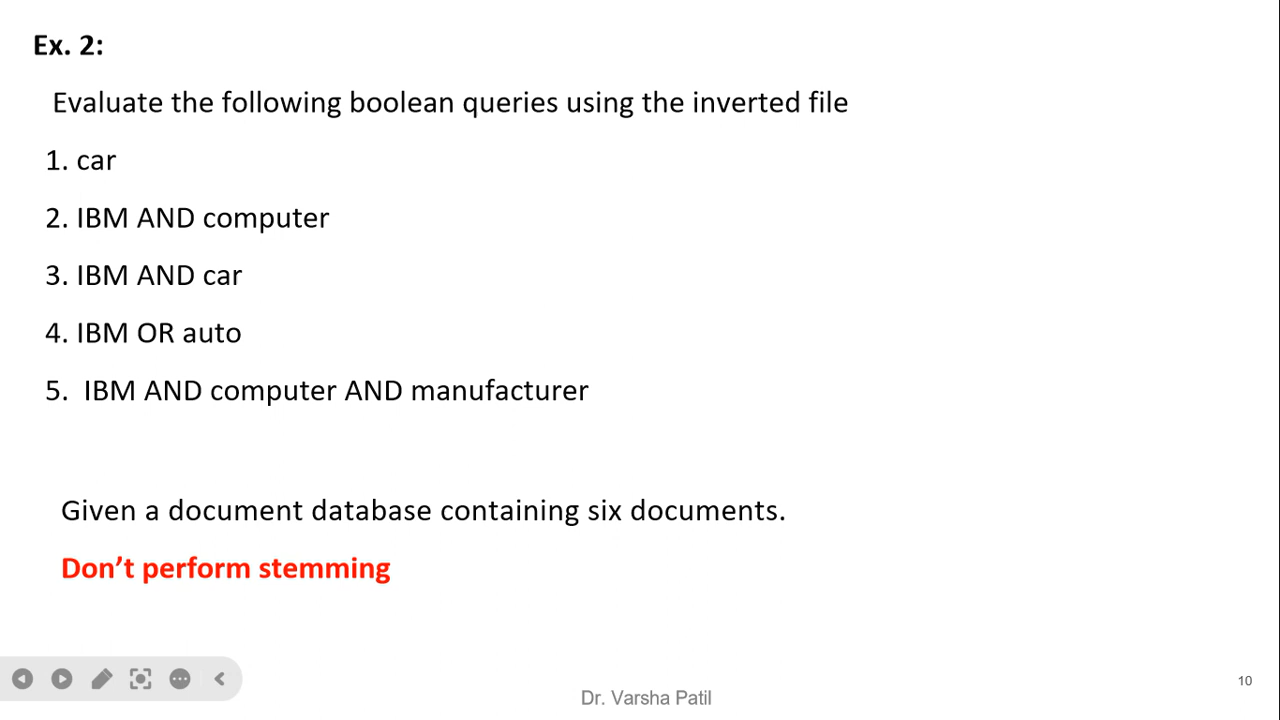 Ex. 2:
Evaluate the following boolean queries using the inverted file
1. car
2. IBM AND computer
3. IBM AND car
4. IBM OR auto
5. IBM AND computer AND manufacturer
Given a document database containing six documents.
Don’t perform stemming
10
Dr. Varsha Patil